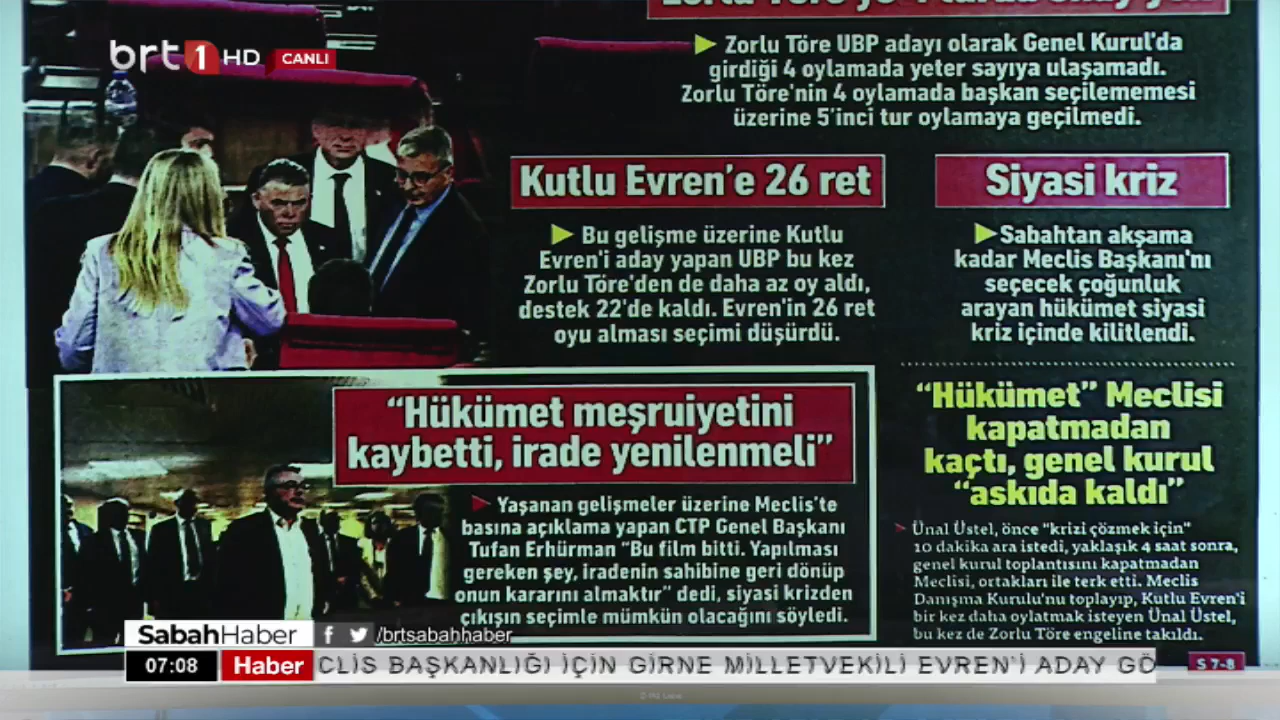 brt 1 HD CANLI
Zorlu Töre UBP adayı olarak Genel Kurul'da
girdiği 4 oylamada yeter sayıya ulaşamadı.
Zorlu Töre'nin 4 oylamada başkan seçilememesi
üzerine 5'inci tur oylamaya geçilmedi.
Kutlu Evren'e 26 ret
Bu gelişme üzerine Kutlu
Evren'i aday yapan UBP bu kez
Zorlu Töre'den de daha az oy aldı,
destek 22'de kaldı. Evren'in 26 ret
oyu alması seçimi düşürdü.
Siyasi kriz
Sabahtan akşama
kadar Meclis Başkanı'nı
seçecek çoğunluk
arayan hükümet siyasi
kriz içinde kilitlendi.
"Hükümet meşruiyetini
kaybetti, irade yenilenmeli"
Yaşanan gelişmeler üzerine Meclis'te
basına açıklama yapan CTP Genel Başkanı
Tufan Erhürman "Bu film bitti. Yapılması
gereken şey, iradenin sahibine geri dönüp
onun kararını almaktır" dedi, siyasi krizden
çıkışın seçimle mümkün olacağını söyledi.
"Hükümet" Meclisi
kapatmadan
kaçtı, genel kurul
"askıda kaldı"
Ünal Üstel, önce "krizi çözmek için"
10 dakika ara istedi, yaklaşık 4 saat sonra,
genel kurul toplantısını kapatmadan
Meclisi, ortakları ile terk etti. Meclis
Danışma Kurulu'nu toplayıp, Kutlu Evren'i
bir kez daha oylatmak isteyen Ünal Üstel,
bu kez de Zorlu Töre engeline takıldı.
S 7-8
SabahHaber /brtsabahhaber
07:08 Haber CLİS BAŞKANLIĞI İÇİN GİRNE MİLLETVEKİLİ EVREN'İ ADAY GÖ